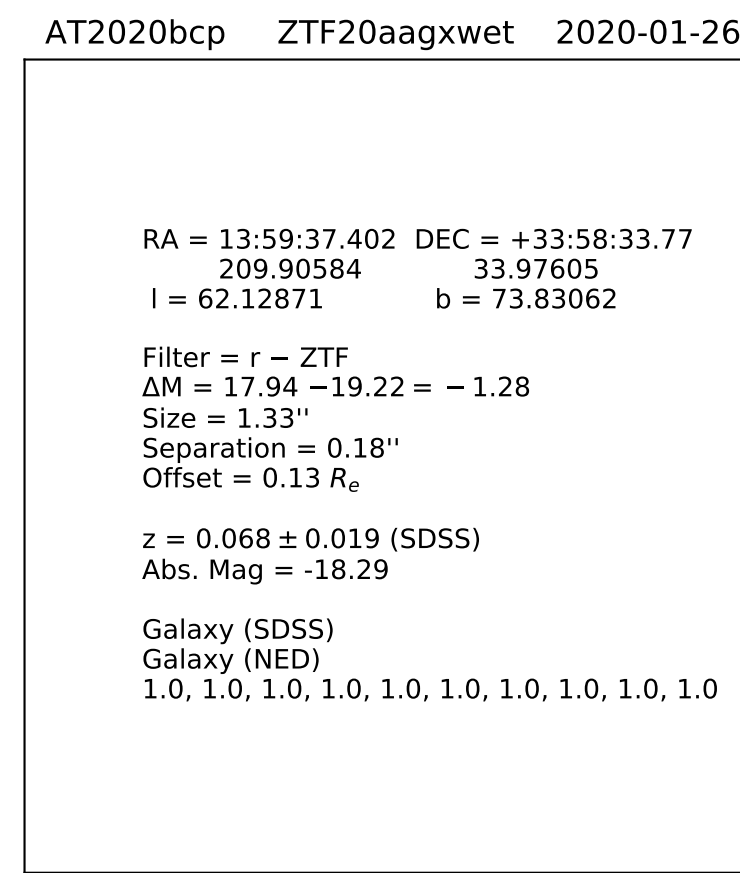 AT2020bcp ZTF20aagxwet 2020-01-26
RA = 13:59:37.402 DEC = +33:58:33.77
209.90584 33.97605
l = 62.12871 b = 73.83062
Filter = r − ZTF
ΔM = 17.94 −19.22 = − 1.28
Size = 1.33''
Separation = 0.18''
Offset = 0.13 Re
z = 0.068 ± 0.019 (SDSS)
Abs. Mag = -18.29
Galaxy (SDSS)
Galaxy (NED)
1.0, 1.0, 1.0, 1.0, 1.0, 1.0, 1.0, 1.0, 1.0, 1.0